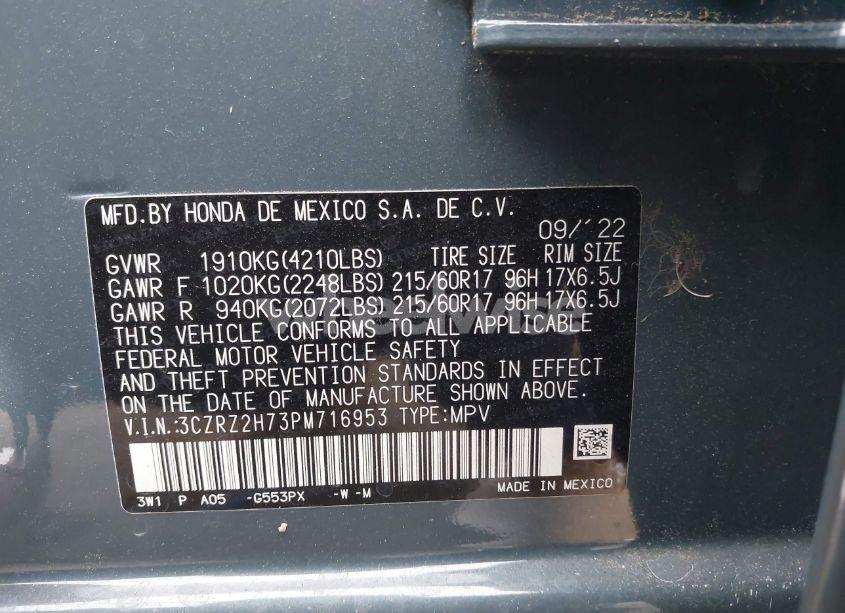 MFD.BY HONDA DE MEXICO S.A. DE C.V.
09/'22
GVWR 1910KG(4210LBS) TIRE SIZE RIM SIZE
GAWR F 1020KG(2248LBS) 215/60R17 96H 17X6.5J
GAWR R 940KG(2072LBS) 215/60R17 96H 17X6.5J
THIS VEHICLE CONFORMS TO ALL APPLICABLE
FEDERAL MOTOR VEHICLE SAFETY
AND THEFT PREVENTION STANDARDS IN EFFECT
ON THE DATE OF MANUFACTURE SHOWN ABOVE.
V.I.N.:3CZRZ2H73PM716953 TYPE:MPV
3W1 P A05 -G553PX -W -M
MADE IN MEXICO